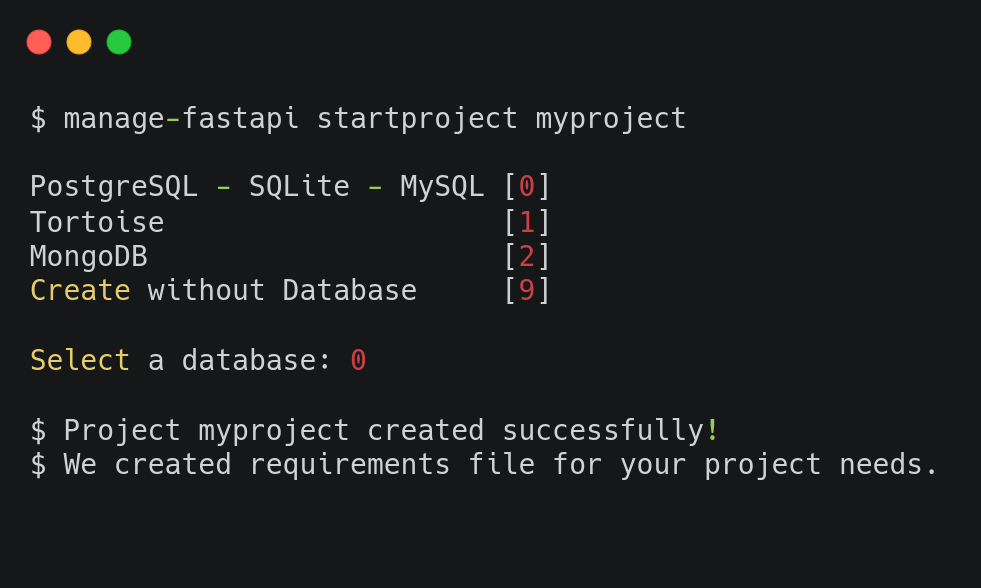 $ manage-fastapi startproject myproject
PostgreSQL - SQLite - MySQL [0]
Tortoise [1]
MongoDB [2]
Create without Database [9]
Select a database: 0
$ Project myproject created successfully!
$ We created requirements file for your project needs.